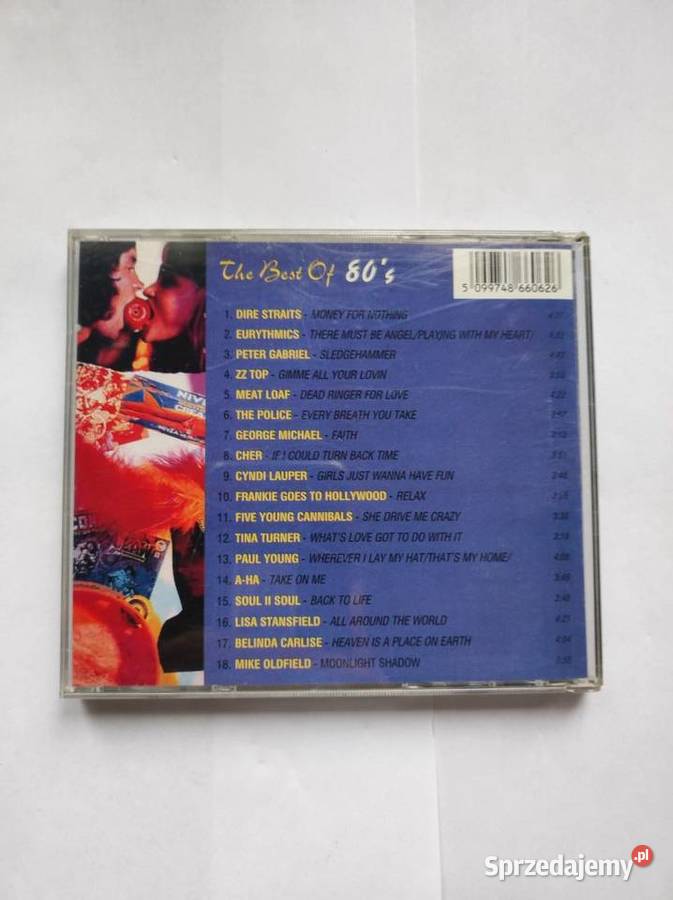 The Best Of 80's
5 099748 660626
1. DIRE STRAITS - MONEY FOR NOTHING
2. EURYTHMICS - THERE MUST BE ANGEL/PLAYING WITH MY HEART/
3. PETER GABRIEL - SLEDGEHAMMER
4. ZZ TOP - GIMME ALL YOUR LOVIN
5. MEAT LOAF - DEAD RINGER FOR LOVE
6. THE POLICE - EVERY BREATH YOU TAKE
7. GEORGE MICHAEL - FAITH
8. CHER - IF I COULD TURN BACK TIME
9. CYNDI LAUPER - GIRLS JUST WANNA HAVE FUN
10. FRANKIE GOES TO HOLLYWOOD - RELAX
11. FIVE YOUNG CANNIBALS - SHE DRIVE ME CRAZY
12. TINA TURNER - WHAT'S LOVE GOT TO DO WITH IT
13. PAUL YOUNG - WHEREVER I LAY MY HAT/THAT'S MY HOME/
14. A-HA - TAKE ON ME
15. SOUL II SOUL - BACK TO LIFE
16. LISA STANSFIELD - ALL AROUND THE WORLD
17. BELINDA CARLISE - HEAVEN IS A PLACE ON EARTH
18. MIKE OLDFIELD - MOONLIGHT SHADOW
Sprzedajemy.pl